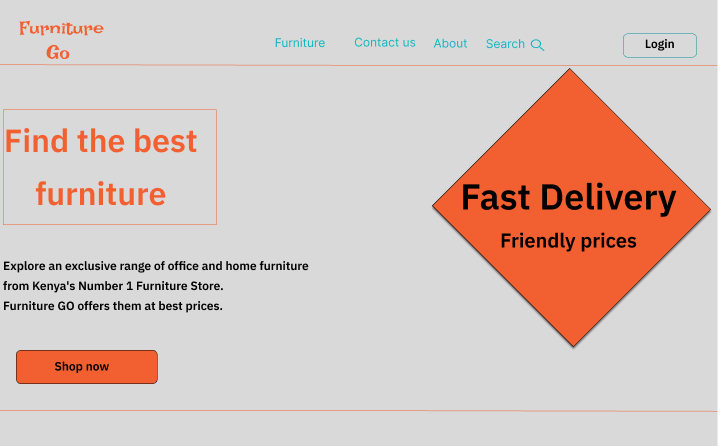 Furniture
Go
Furniture
Contact us
About
Search
Login
Find the best
furniture
Fast Delivery
Friendly prices
Explore an exclusive range of office and home furniture
from Kenya's Number 1 Furniture Store.
Furniture GO offers them at best prices.
Shop now